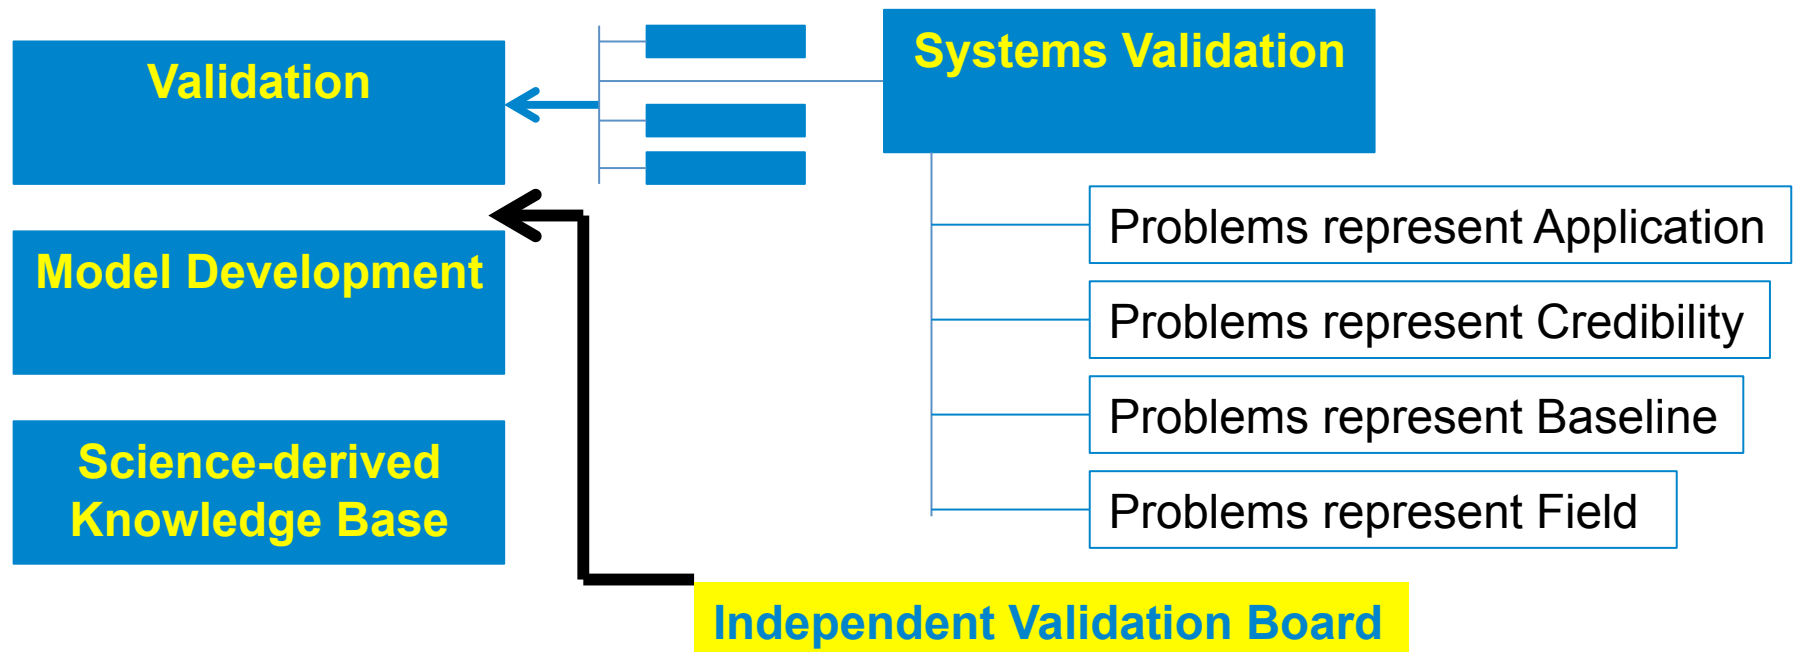 Validation
Model Development
Science-derived
Knowledge Base
Systems Validation
Problems represent Application
Problems represent Credibility
Problems represent Baseline
Problems represent Field
Independent Validation Board